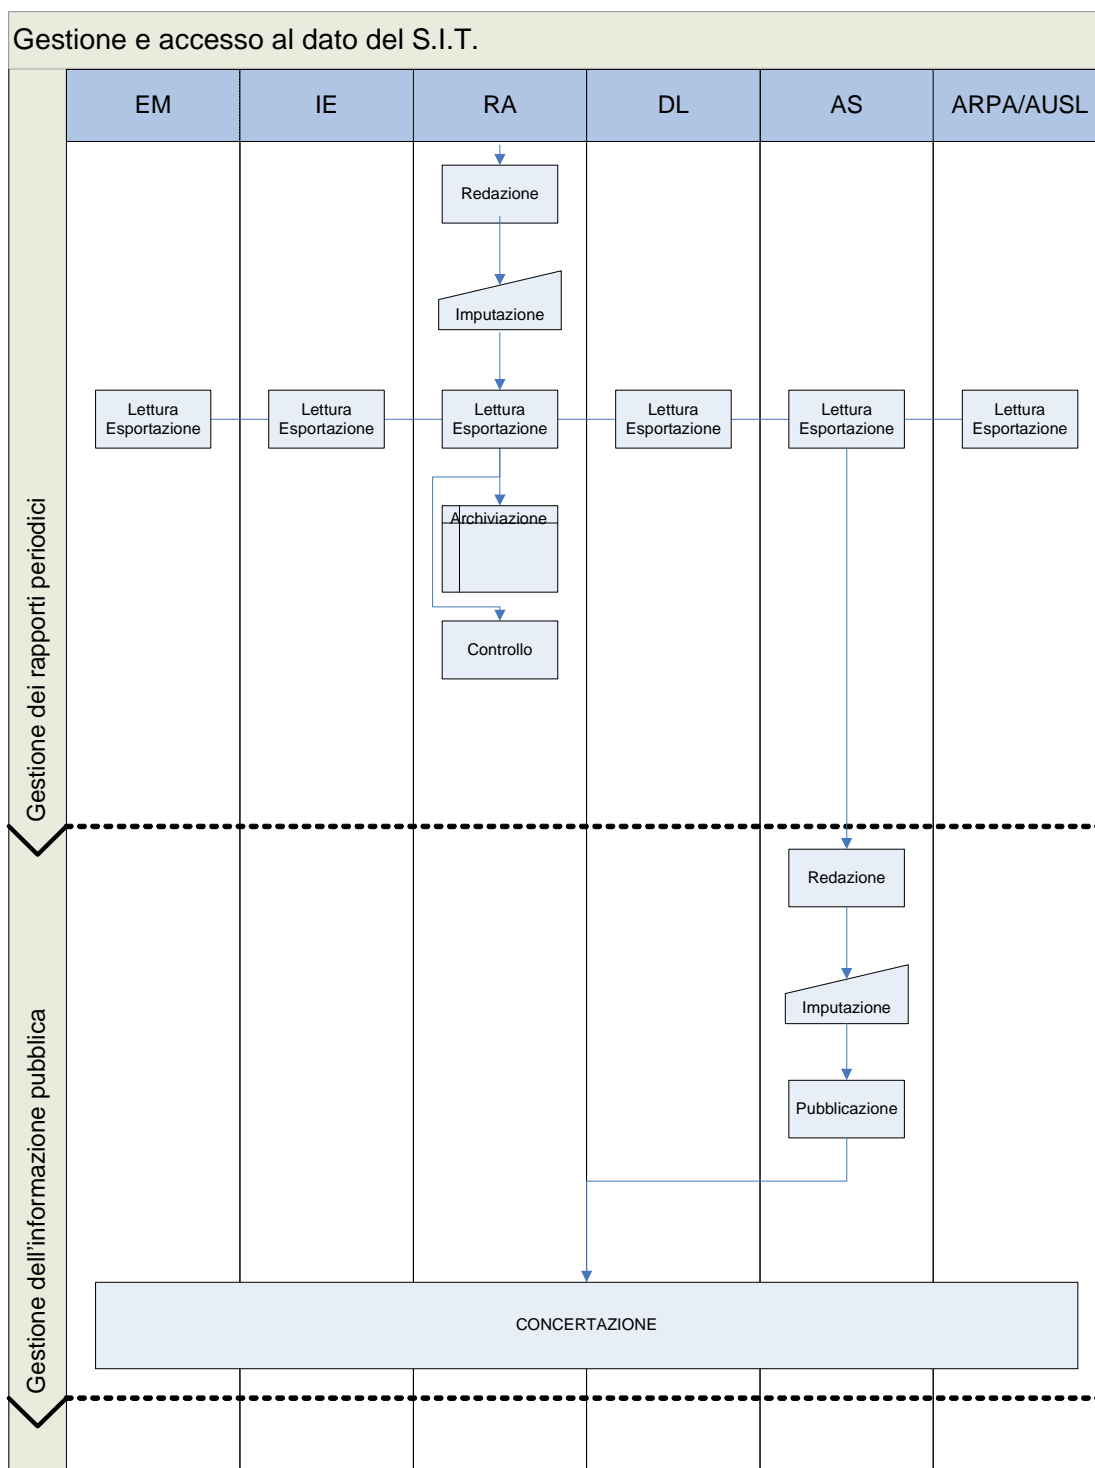 Gestione e accesso al dato del S.I.T.
EM
IE
RA
DL
AS
ARPA/AUSL
Gestione dei rapporti periodici
Redazione
Imputazione
Lettura
Esportazione
Lettura
Esportazione
Lettura
Esportazione
Lettura
Esportazione
Lettura
Esportazione
Lettura
Esportazione
Archiviazione
Controllo
Gestione dell'informazione pubblica
Redazione
Imputazione
Pubblicazione
CONCERTAZIONE